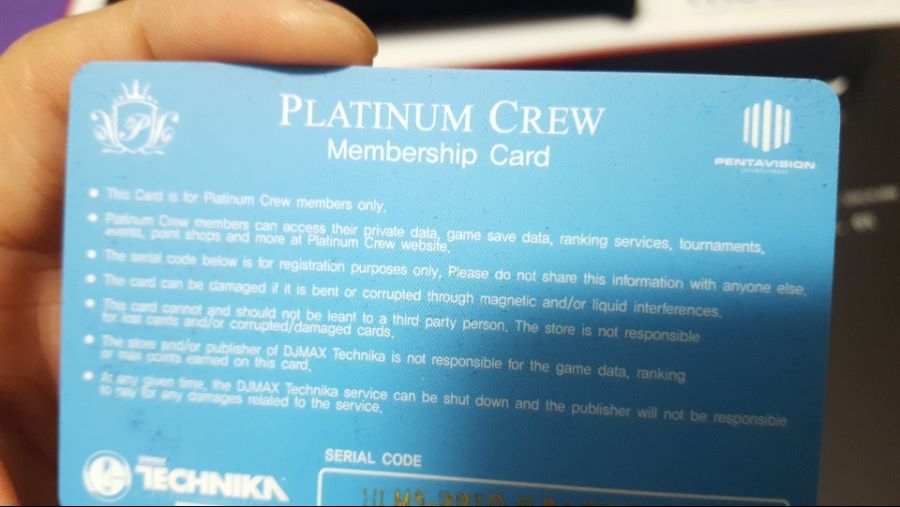 PLATINUM CREW
Membership Card
P
PENTAVISION
ENTERTAINMENT
• This Card is for Platinum Crew members only.
• Platinum Crew members can access their private data, game save data, ranking services, tournaments,
events, point shops and more at Platinum Crew website.
• The serial code below is for registration purposes only. Please do not share this information with anyone else.
• The card can be damaged if it is bent or corrupted through magnetic and/or liquid interferences.
• This card cannot and should not be leant to a third party person. The store is not responsible
for lost cards and/or corrupted/damaged cards.
• The store and/or publisher of DJMAX Technika is not responsible for the game data, ranking
or max points earned on this card.
• At any given time, the DJMAX Technika service can be shut down and the publisher will not be responsible
to pay for any damages related to the service.
TECHNIKA
SERIAL CODE